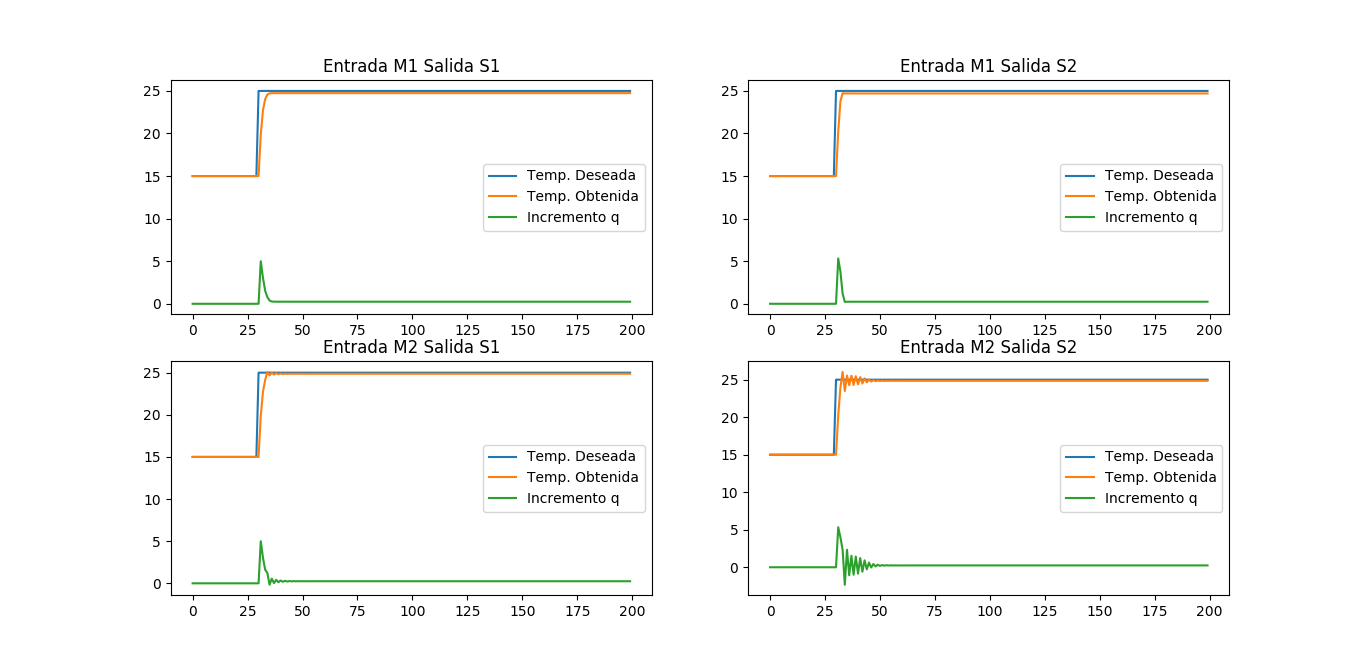 Entrada M1 Salida S1
25
20
15
10
5
0
Temp. Deseada
Temp. Obtenida
Incremento q
0 25 50 75 100 125 150 175 200
Entrada M1 Salida S2
25
20
15
10
5
0
Temp. Deseada
Temp. Obtenida
Incremento q
0 25 50 75 100 125 150 175 200
Entrada M2 Salida S1
25
20
15
10
5
0
Temp. Deseada
Temp. Obtenida
Incremento q
0 25 50 75 100 125 150 175 200
Entrada M2 Salida S2
25
20
15
10
5
0
Temp. Deseada
Temp. Obtenida
Incremento q
0 25 50 75 100 125 150 175 200